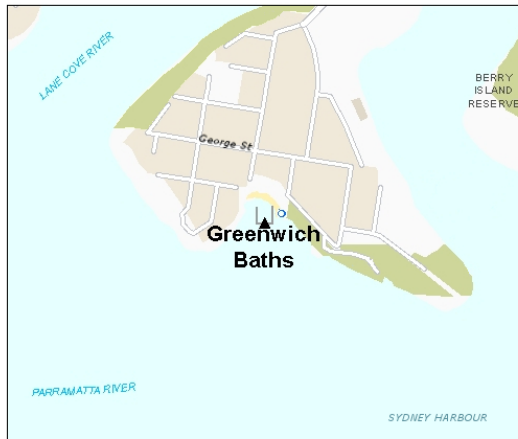 LANE COVE RIVER
BERRY
ISLAND
RESERVE
George St
Greenwich
Baths
PARRAMATTA RIVER
SYDNEY HARBOUR